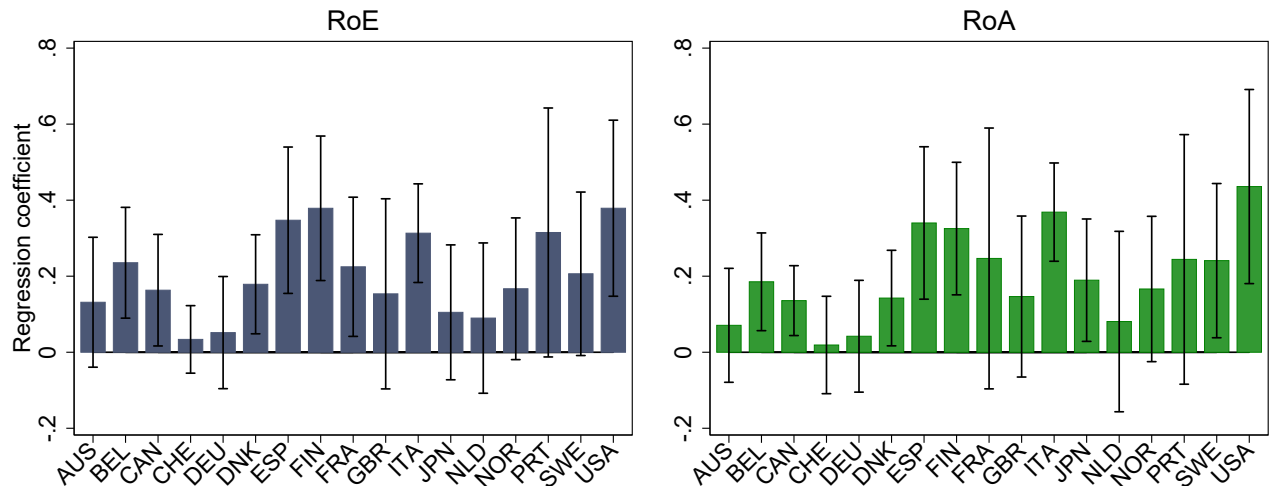 RoE
Regression coefficient
.8
.6
.4
.2
0
-.2
AUS BEL CAN CHE DEU DNK ESP FIN FRA GBR ITA JPN NLD NOR PRT SWE USA
RoA
.8
.6
.4
.2
0
-.2
AUS BEL CAN CHE DEU DNK ESP FIN FRA GBR ITA JPN NLD NOR PRT SWE USA